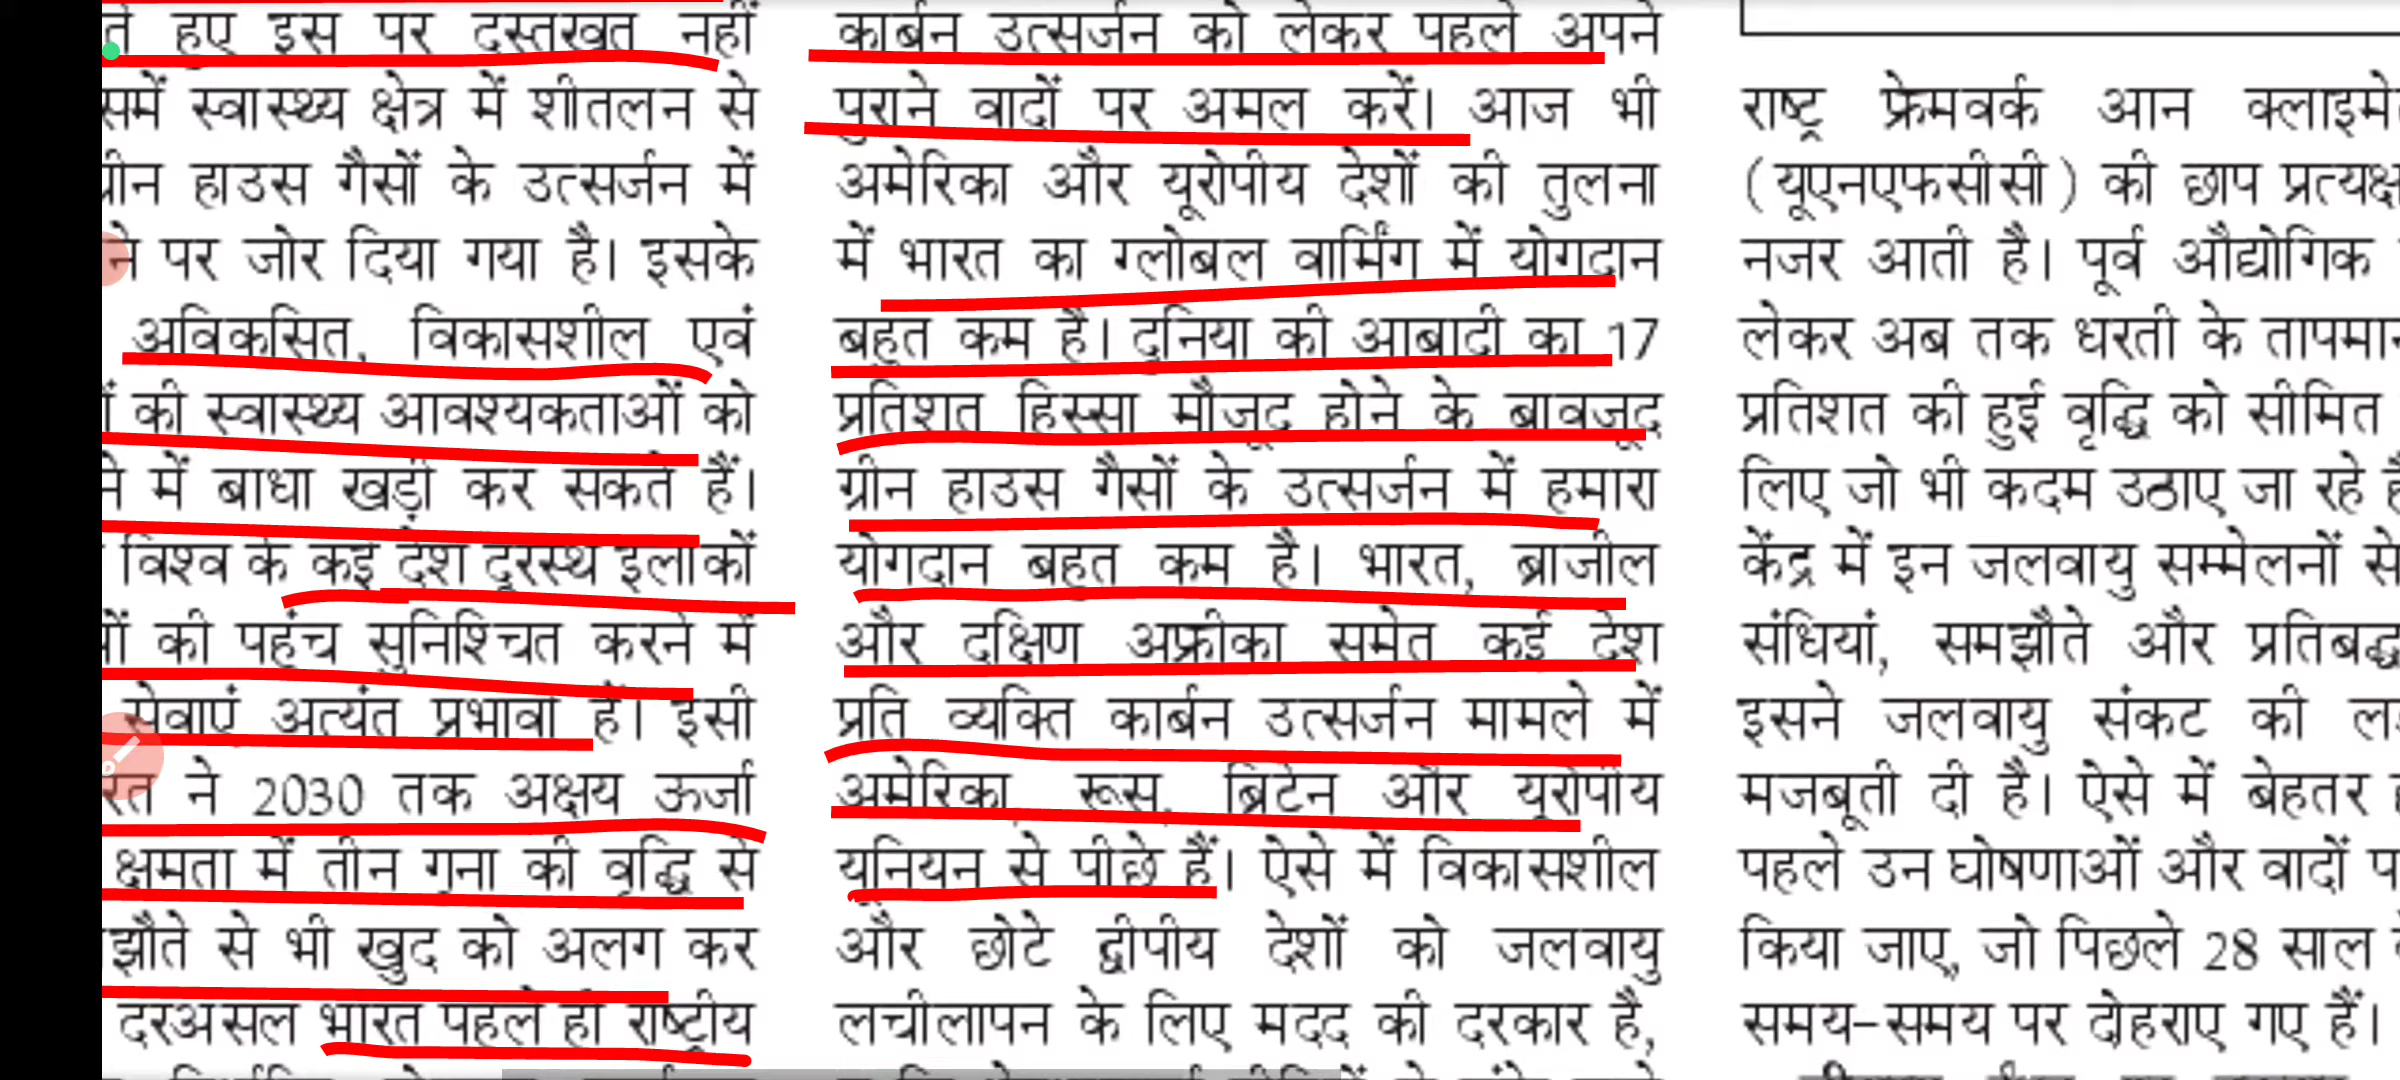 हुए इस पर दस्तखत नहीं
समें स्वास्थ्य क्षेत्र में शीतलन से
हाउस गैसों के उत्सर्जन में
पर जोर दिया गया है। इसके
अविकसित, विकासशील एवं
की स्वास्थ्य आवश्यकताओं को
में बाधा खड़ी कर सकते हैं।
विश्व के कई देश दूरस्थ इलाकों
की पहुंच सुनिश्चित करने में
सेवाएं अत्यंत प्रभावी हैं। इसी
ने 2030 तक अक्षय ऊर्जा
क्षमता में तीन गुना की वृद्धि से
झौते से भी खुद को अलग कर
दरअसल भारत पहले ही राष्ट्रीय
कार्बन उत्सर्जन को लेकर पहले अपने
पुराने वादों पर अमल करें। आज भी
अमेरिका और यूरोपीय देशों की तुलना
में भारत का ग्लोबल वार्मिंग में योगदान
बहुत कम है। दुनिया की आबादी का 17
प्रतिशत हिस्सा मौजूद होने के बावजूद
ग्रीन हाउस गैसों के उत्सर्जन में हमारा
योगदान बहुत कम है। भारत, ब्राजील
और दक्षिण अफ्रीका समेत कई देश
प्रति व्यक्ति कार्बन उत्सर्जन मामले में
अमेरिका, रूस, ब्रिटेन और यूरोपीय
यूनियन से पीछे हैं। ऐसे में विकासशील
और छोटे द्वीपीय देशों को जलवायु
लचीलापन के लिए मदद की दरकार है,
राष्ट्र फ्रेमवर्क आन क्लाइमे
(यूएनएफसीसी) की छाप प्रत्यक्ष
नजर आती है। पूर्व औद्योगिक
लेकर अब तक धरती के तापमान
प्रतिशत की हुई वृद्धि को सीमित
लिए जो भी कदम उठाए जा रहे
केंद्र में इन जलवायु सम्मेलनों से
संधियां, समझौते और प्रतिबद्ध
इसने जलवायु संकट की
मजबूती दी है। ऐसे में बेहतर
पहले उन घोषणाओं और वादों प
किया जाए, जो पिछले 28 साल
समय-समय पर दोहराए गए हैं।